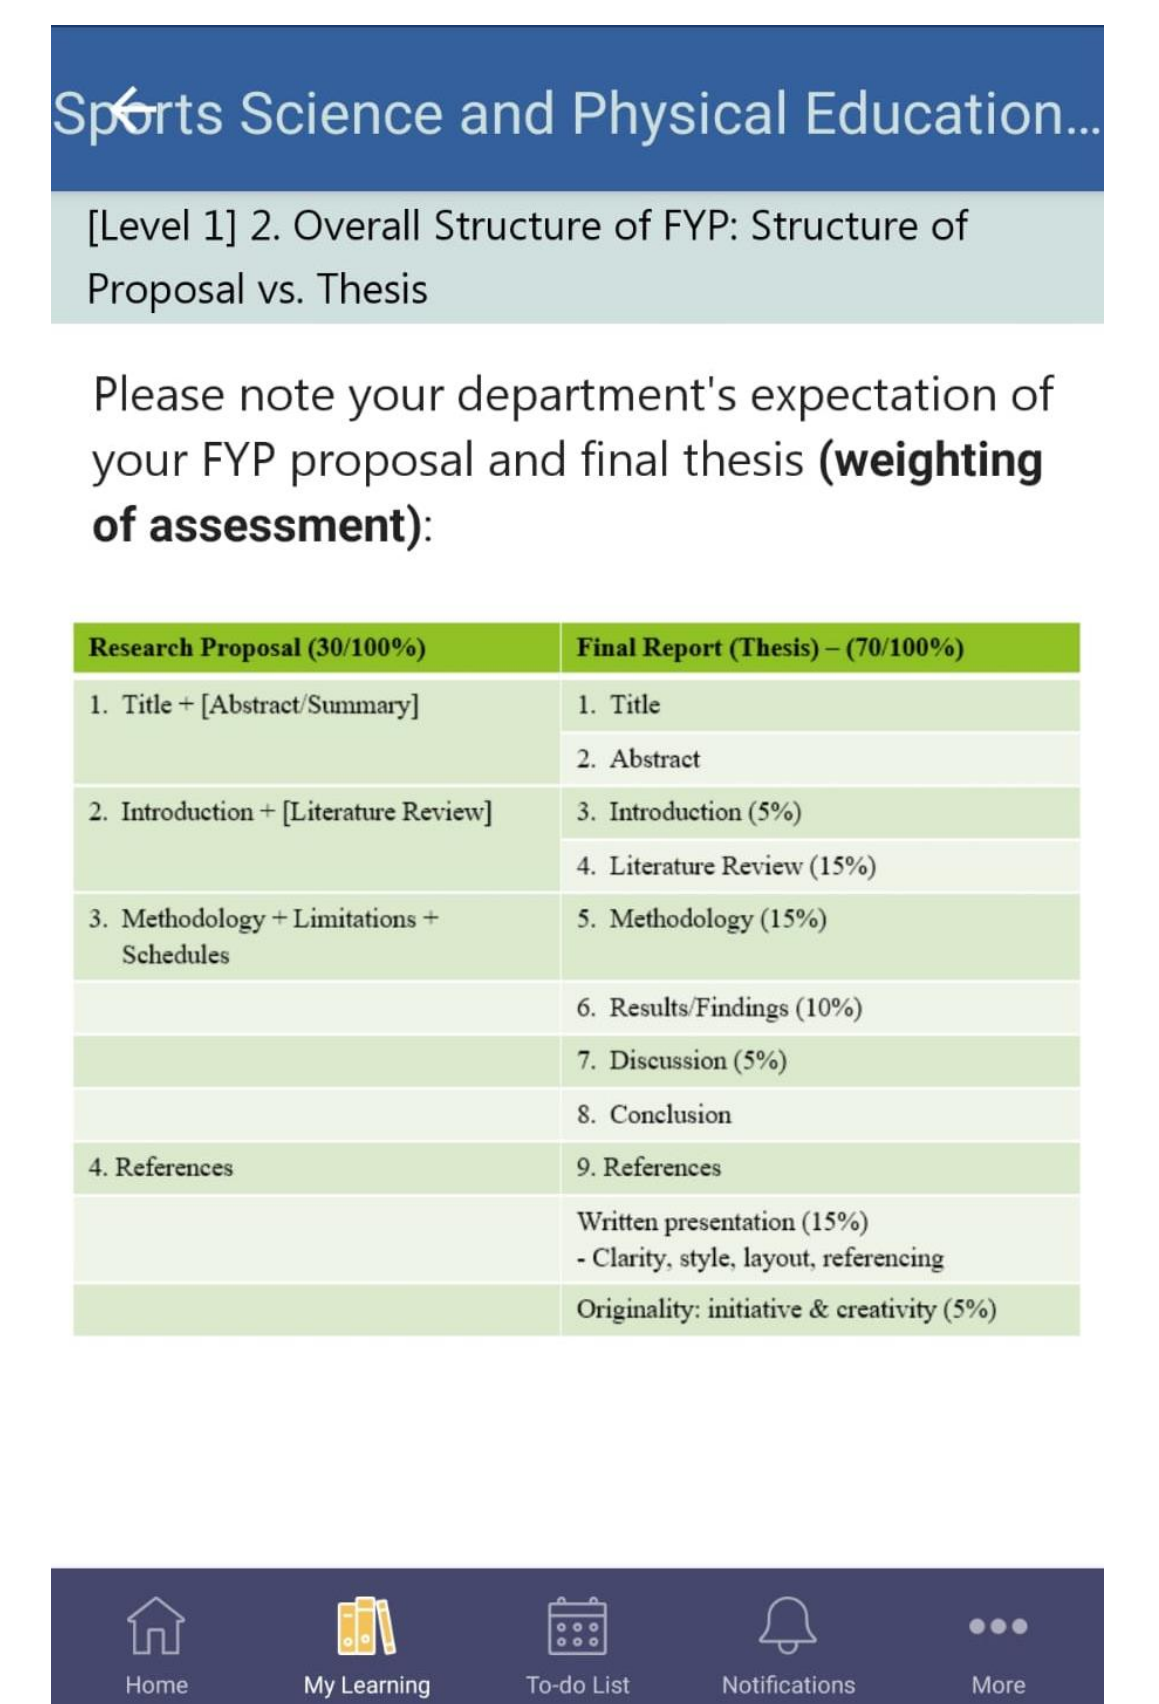 Sports Science and Physical Education...
[Level 1] 2. Overall Structure of FYP: Structure of
Proposal vs. Thesis
Please note your department's expectation of
your FYP proposal and final thesis (weighting
of assessment):
Research Proposal (30/100%)
Final Report (Thesis) – (70/100%)
1. Title + [Abstract/Summary]
1. Title
2. Abstract
2. Introduction + [Literature Review]
3. Introduction (5%)
4. Literature Review (15%)
3. Methodology + Limitations +
Schedules
5. Methodology (15%)
6. Results/Findings (10%)
7. Discussion (5%)
8. Conclusion
4. References
9. References
Written presentation (15%)
- Clarity, style, layout, referencing
Originality: initiative & creativity (5%)
Home
My Learning
To-do List
Notifications
More